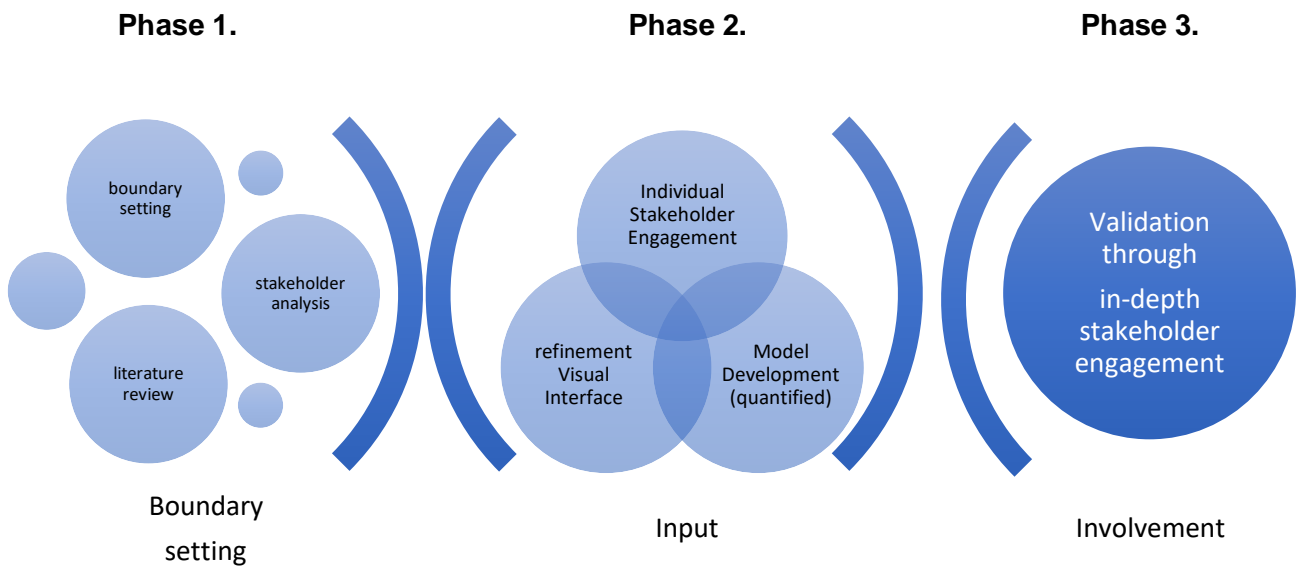 Phase 1.
Phase 2.
Phase 3.
boundary
setting
stakeholder
analysis
literature
review
Individual
Stakeholder
Engagement
refinement
Visual
Interface
Model
Development
(quantified)
Validation
through
in-depth
stakeholder
engagement
Boundary
setting
Input
Involvement